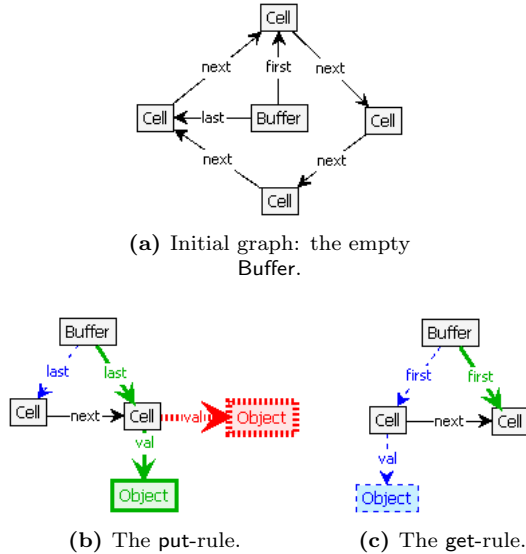 Cell
next
first
next
Cell
last
Buffer
Cell
next
next
Cell
(a) Initial graph: the empty
Buffer.
Buffer
Buffer
last
last
first
first
Cell
next
Cell
val
Object
Cell
next
Cell
val
val
Object
Object
(b) The put-rule.
(c) The get-rule.